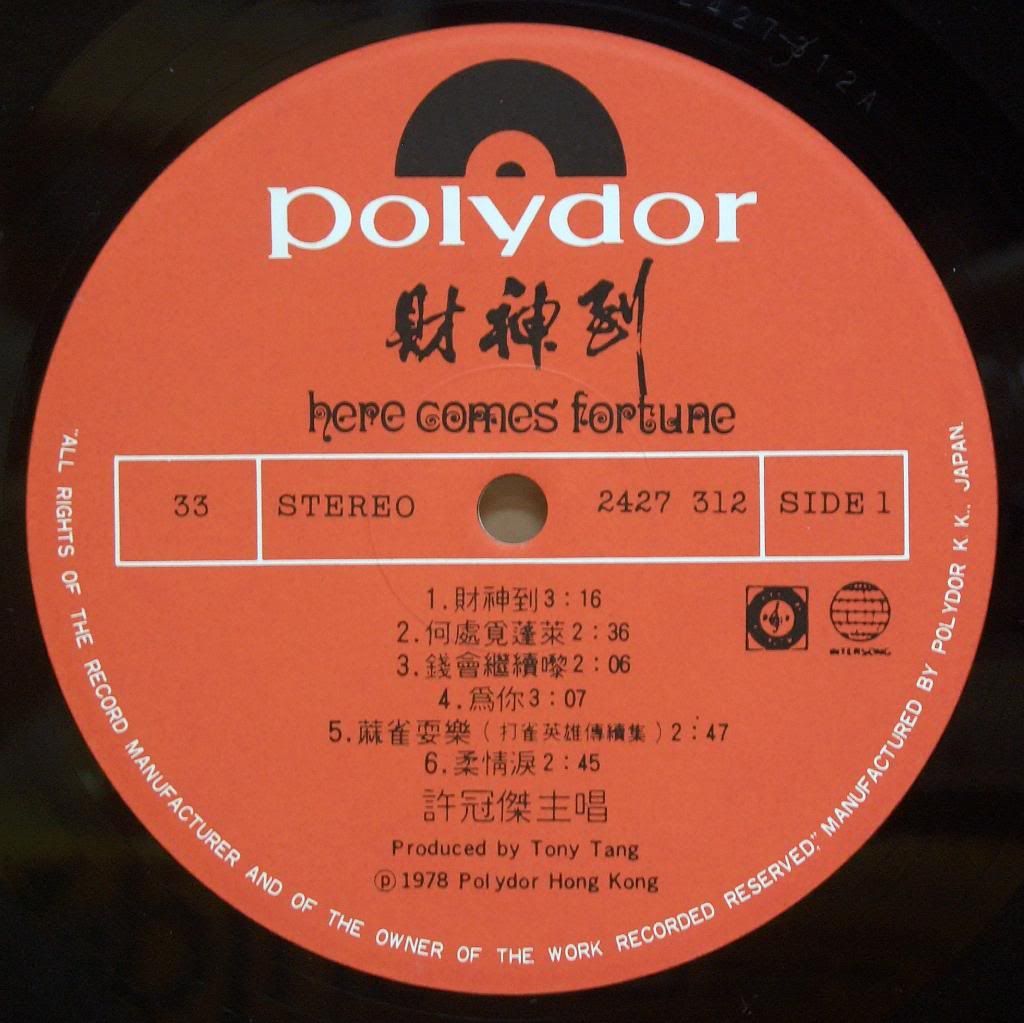 2427-312A
polydor
財神到
here comes fortune
33
STEREO
2427 312
SIDE 1
1.財神到3:16
2.何處覓蓬萊2:36
3.錢會繼續嚟2:06
4.為你3:07
5.蔴雀耍樂(打雀英雄傳續集)2:47
6.柔情淚2:45
INTERSONG
許冠傑主唱
Produced by Tony Tang
℗1978 Polydor Hong Kong
"ALL RIGHTS OF THE RECORD MANUFACTURER AND OF THE OWNER OF THE WORK RECORDED RESERVED", MANUFACTURED BY POLYDOR K. K., JAPAN.